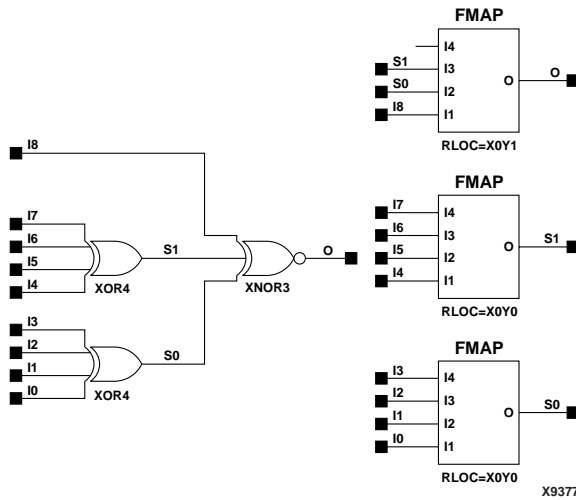 I8
I7
I6
I5
I4
XOR4
S1
I3
I2
I1
I0
XOR4
S0
XNOR3
O
FMAP
I4
S1 I3
S0 I2
I8 I1
O O
RLOC=X0Y1
FMAP
I7 I4
I6 I3
I5 I2
I4 I1
O S1
RLOC=X0Y0
FMAP
I3 I4
I2 I3
I1 I2
I0 I1
O S0
RLOC=X0Y0
X9377